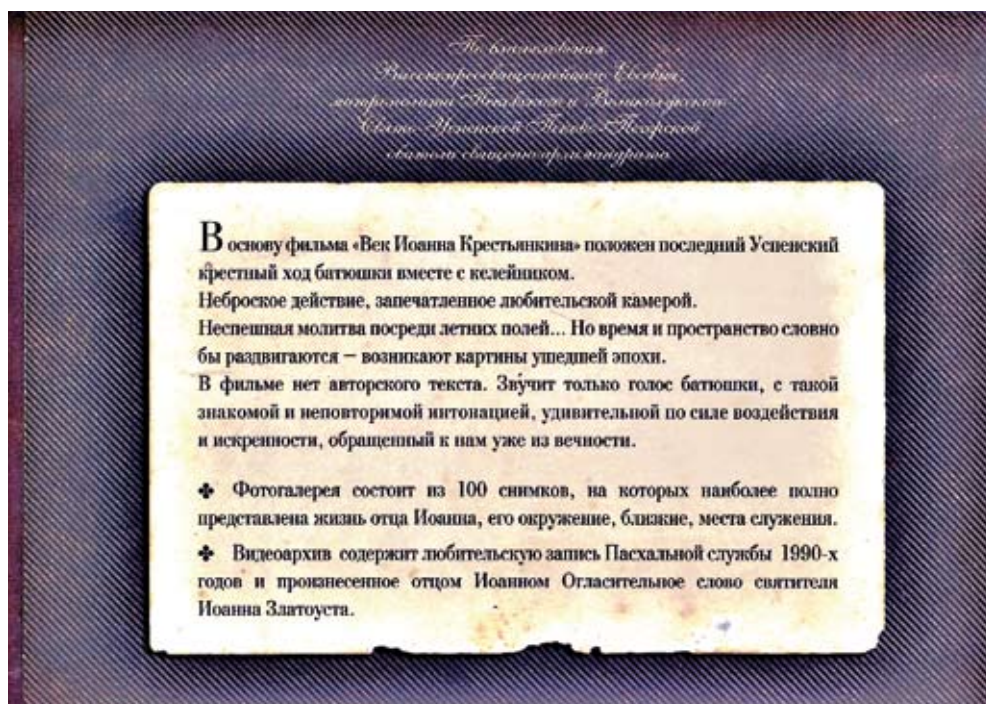 По благословению
Высокопреосвященнейшего Евсевия,
митрополита Псковского и Великолукского
Свято-Успенской Псково-Печерской
обители священноархимандрита
В основу фильма «Век Иоанна Крестьянкина» положен последний Успенский
крестный ход батюшки вместе с келейником.
Неброское действие, запечатленное любительской камерой.
Неспешная молитва посреди летних полей... Но время и пространство словно
бы раздвигаются – возникают картины ушедшей эпохи.
В фильме нет авторского текста. Звучит только голос батюшки, с такой
знакомой и неповторимой интонацией, удивительной по силе воздействия
и искренности, обращенный к нам уже из вечности.
✤ Фотогалерея состоит из 100 снимков, на которых наиболее полно
представлена жизнь отца Иоанна, его окружение, близкие, места служения.
✤ Видеоархив содержит любительскую запись Пасхальной службы 1990-х
годов и произнесенное отцом Иоанном Огласительное слово святителя
Иоанна Златоуста.